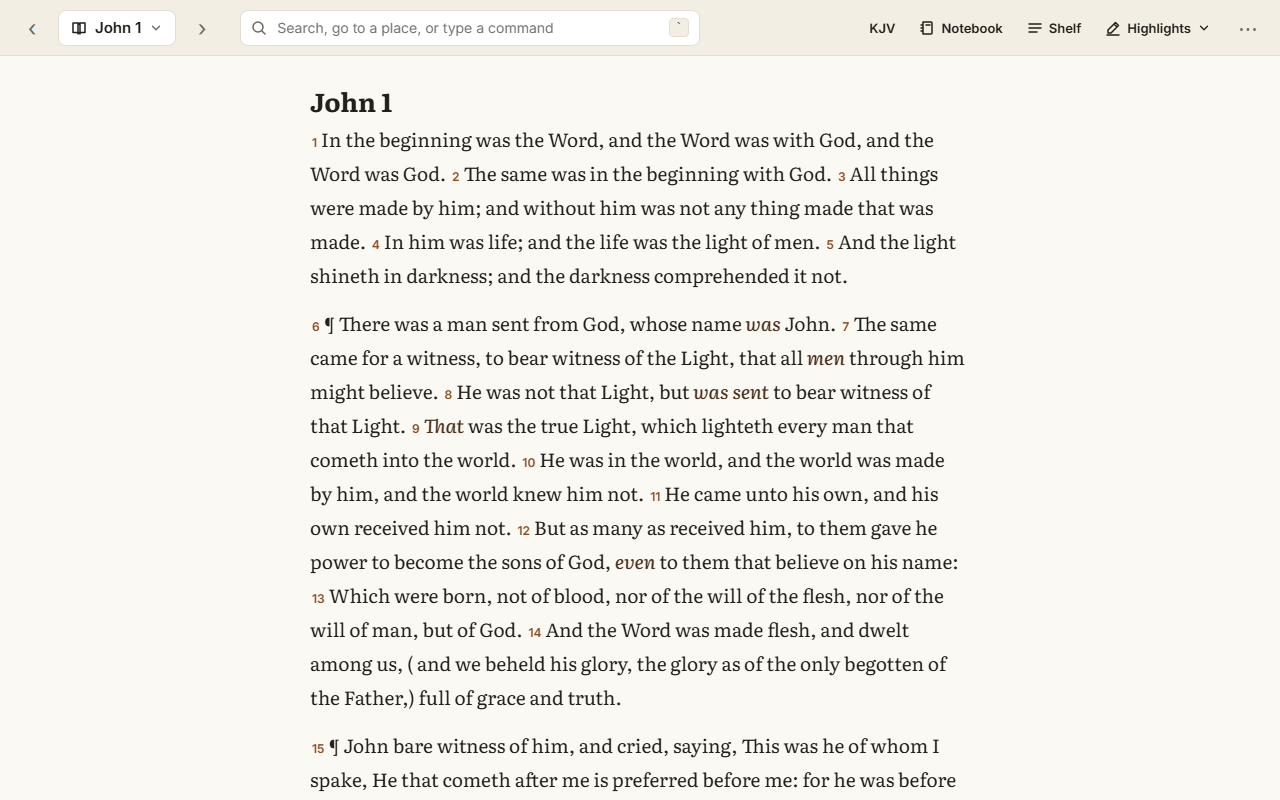 ‹ John 1 › Search, go to a place, or type a command ` KJV Notebook Shelf Highlights ···
John 1
1 In the beginning was the Word, and the Word was with God, and the
Word was God. 2 The same was in the beginning with God. 3 All things
were made by him; and without him was not any thing made that was
made. 4 In him was life; and the life was the light of men. 5 And the light
shineth in darkness; and the darkness comprehended it not.
6 ¶ There was a man sent from God, whose name was John. 7 The same
came for a witness, to bear witness of the Light, that all men through him
might believe. 8 He was not that Light, but was sent to bear witness of
that Light. 9 That was the true Light, which lighteth every man that
cometh into the world. 10 He was in the world, and the world was made
by him, and the world knew him not. 11 He came unto his own, and his
own received him not. 12 But as many as received him, to them gave he
power to become the sons of God, even to them that believe on his name:
13 Which were born, not of blood, nor of the will of the flesh, nor of the
will of man, but of God. 14 And the Word was made flesh, and dwelt
among us, ( and we beheld his glory, the glory as of the only begotten of
the Father,) full of grace and truth.
15 ¶ John bare witness of him, and cried, saying, This was he of whom I
spake, He that cometh after me is preferred before me: for he was before